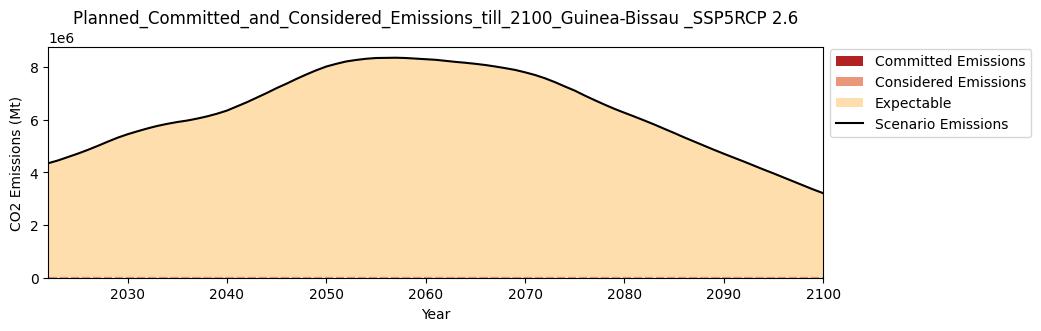 Planned_Committed_and_Considered_Emissions_till_2100_Guinea-Bissau _SSP5RCP 2.6
1e6
8
6
4
2
0
CO2 Emissions (Mt)
2030 2040 2050 2060 2070 2080 2090 2100
Year
Committed Emissions
Considered Emissions
Expectable
Scenario Emissions